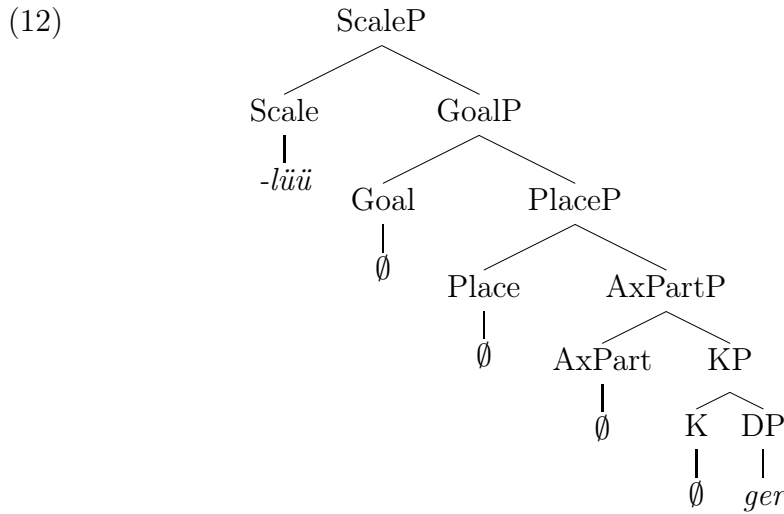 (12) ScaleP
Scale GoalP
-lüü
Goal PlaceP
∅
Place AxPartP
∅
AxPart KP
∅
K DP
∅ ger